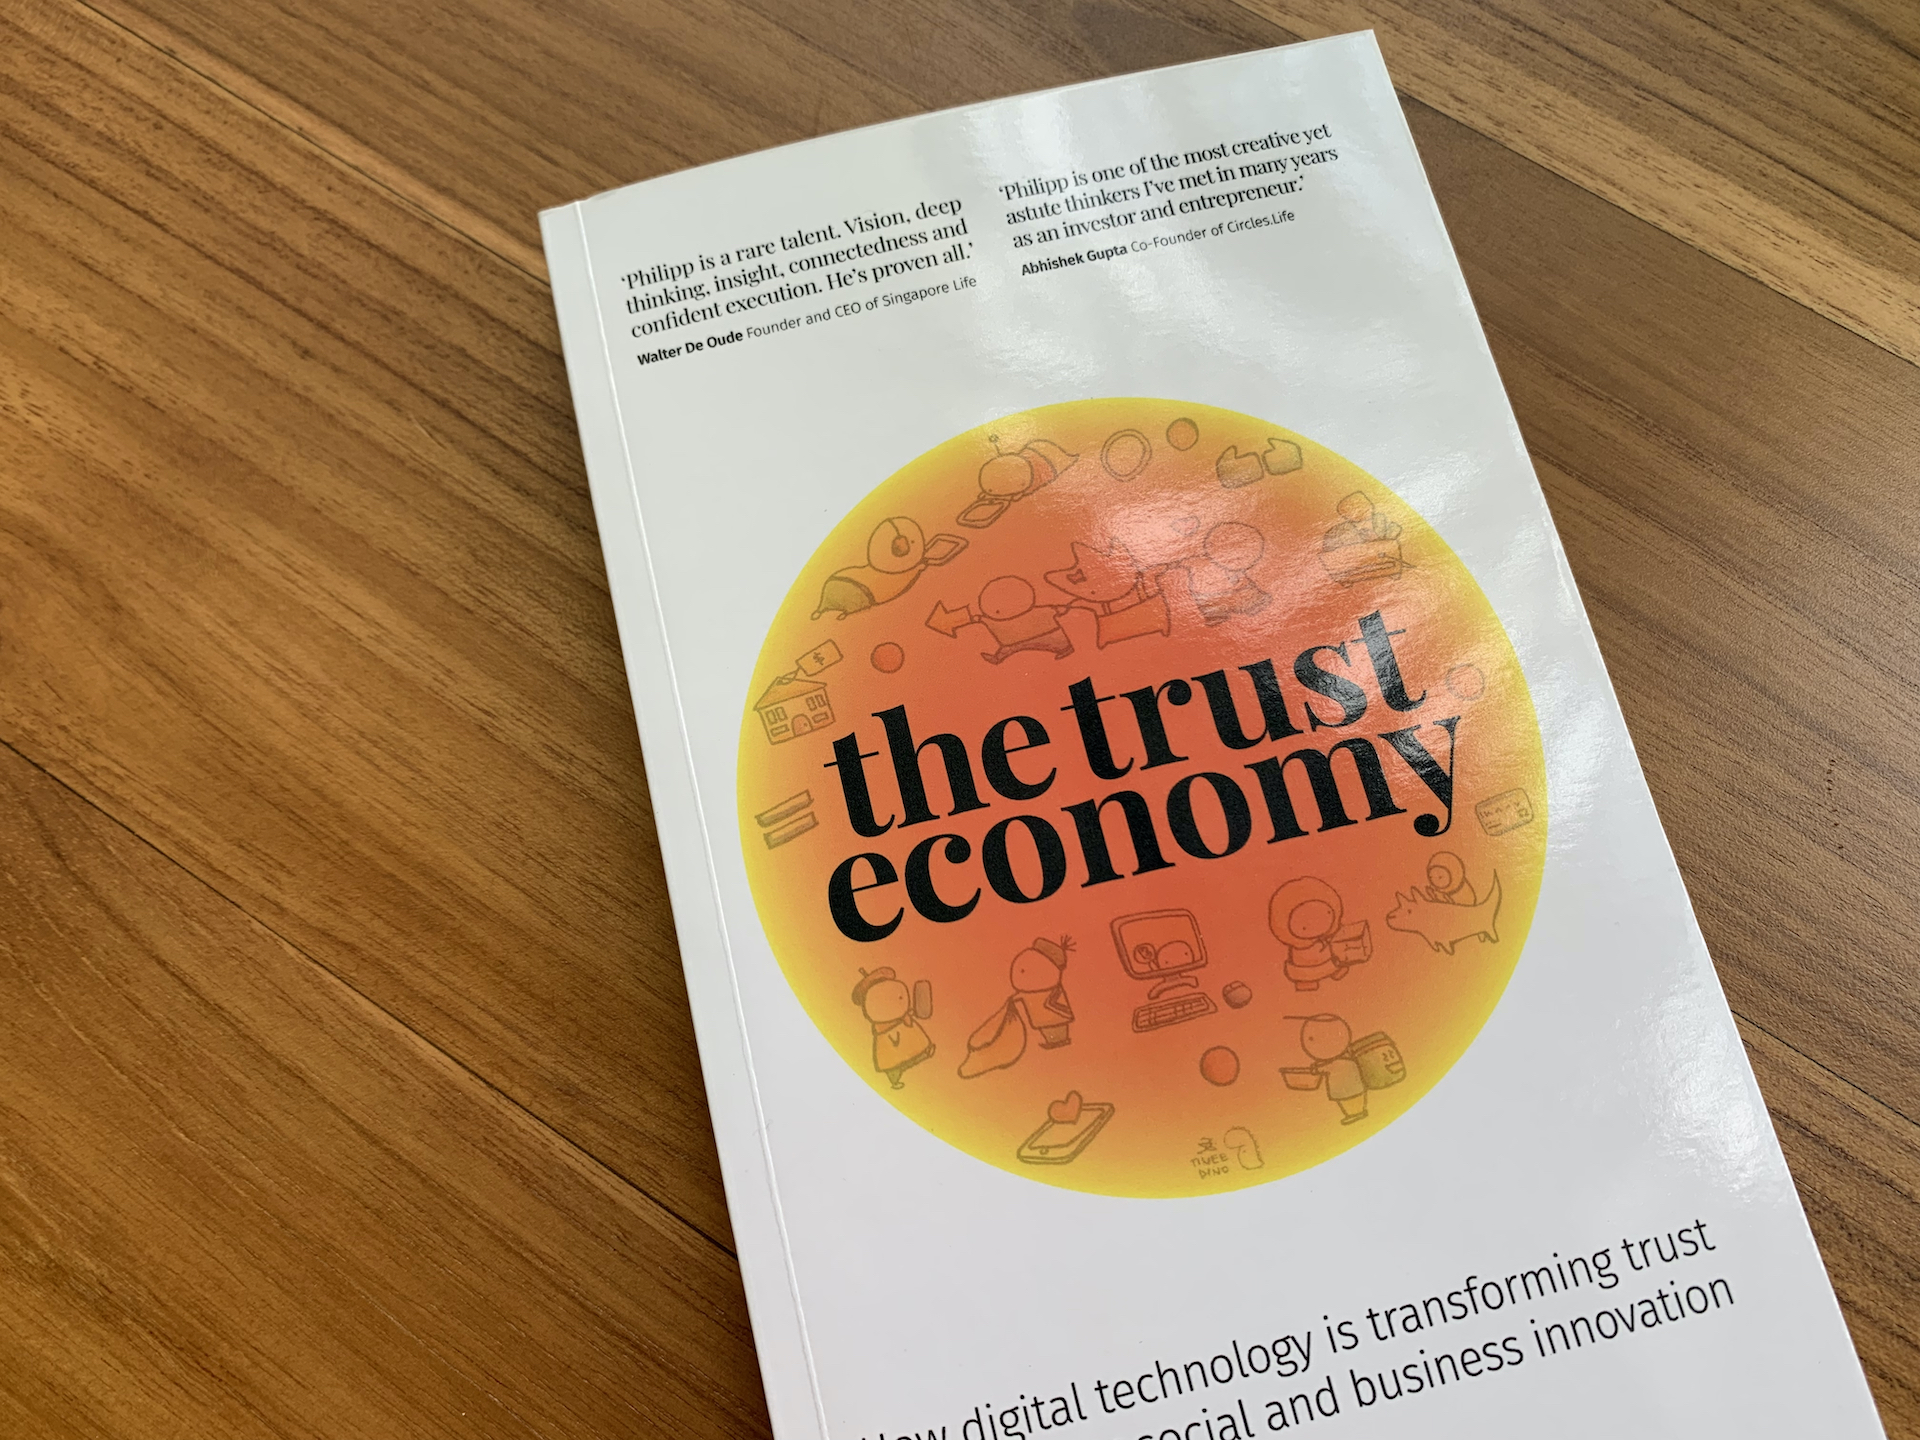 ‘Philipp is a rare talent. Vision, deep
thinking, insight, connectedness and
confident execution. He’s proven all.’
Walter De Oude Founder and CEO of Singapore Life
‘Philipp is one of the most creative yet
astute thinkers I’ve met in many years
as an investor and entrepreneur.’
Abhishek Gupta Co-Founder of Circles.Life
$
the trust
economy
DINO
How digital technology is transforming trust
social and business innovation